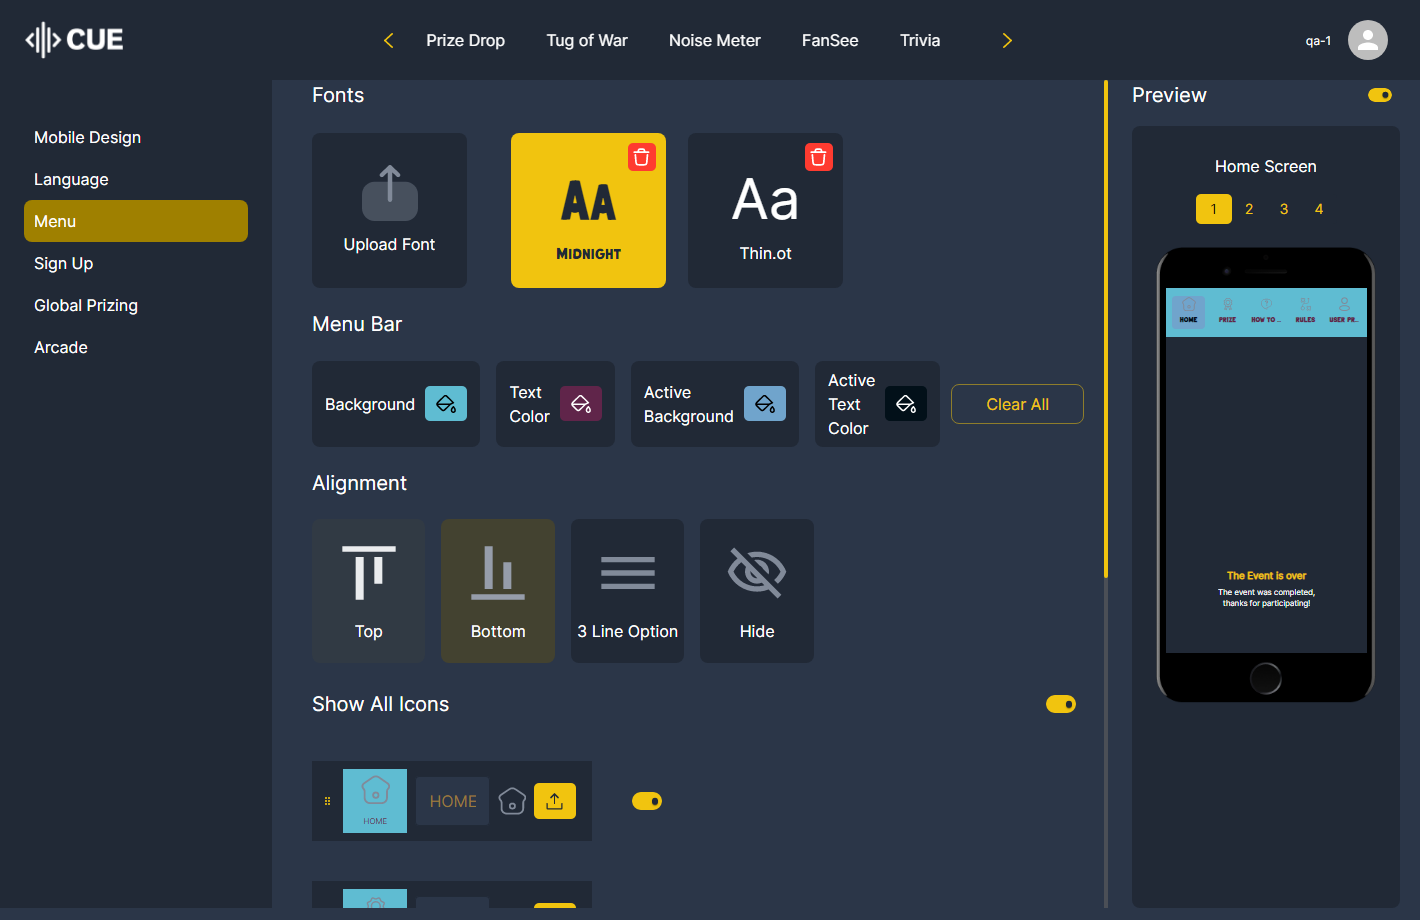 CUE
Prize Drop
Tug of War
Noise Meter
FanSee
Trivia
qa-1
Mobile Design
Language
Menu
Sign Up
Global Prizing
Arcade
Fonts
Upload Font
AA
MIDNIGHT
Aa
Thin.ot
Menu Bar
Background
Text
Color
Active
Background
Active
Text
Color
Clear All
Alignment
Top
Bottom
3 Line Option
Hide
Show All Icons
HOME
HOME
Preview
Home Screen
1 2 3 4
HOME PRIZE HOW TO ... RULES USER PR...
The Event is over
The event was completed,
thanks for participating!